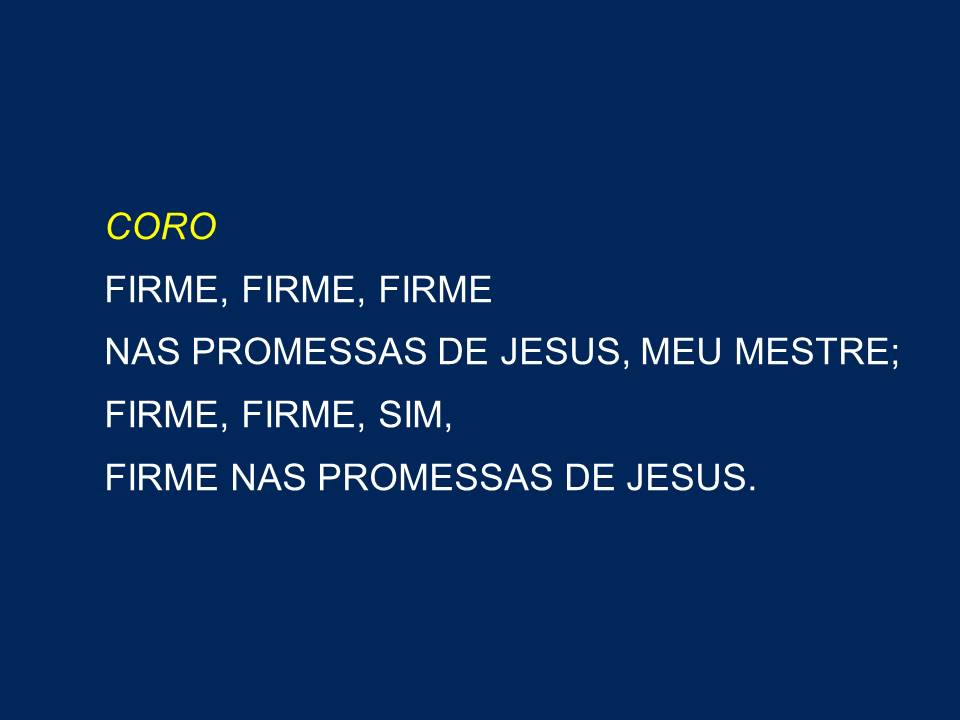 CORO
FIRME, FIRME, FIRME
NAS PROMESSAS DE JESUS, MEU MESTRE;
FIRME, FIRME, SIM,
FIRME NAS PROMESSAS DE JESUS.